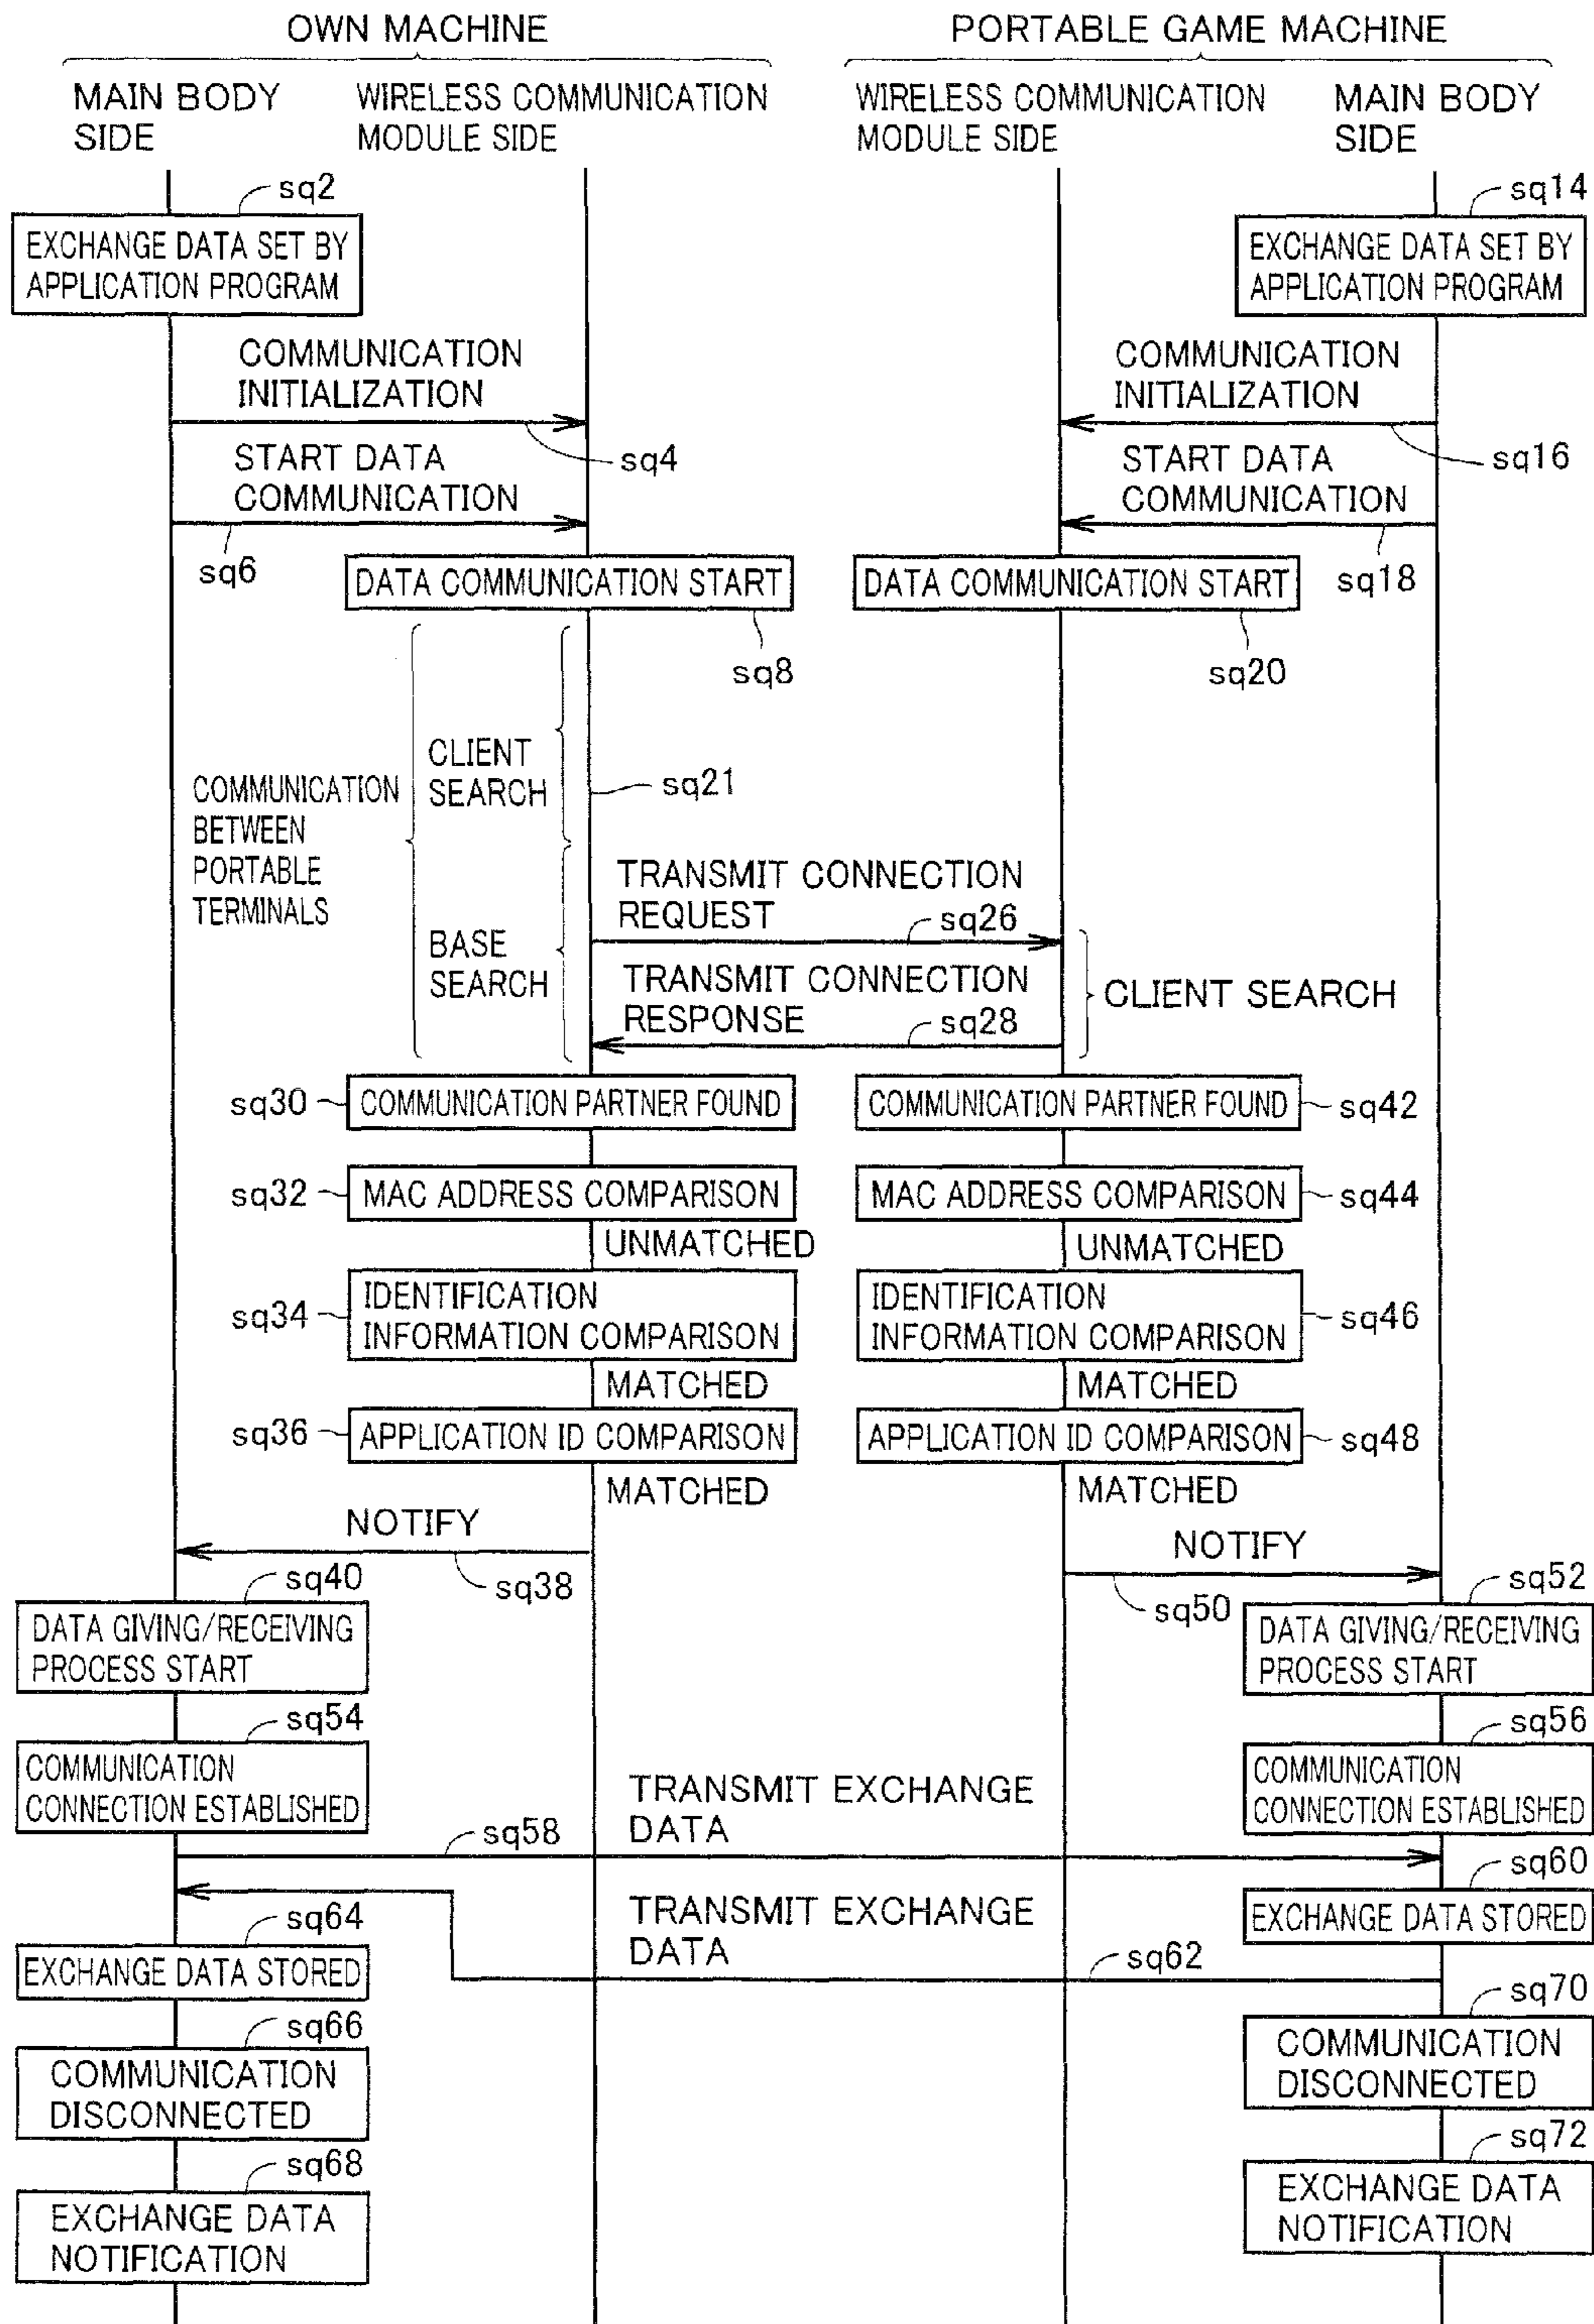 OWN MACHINE
PORTABLE GAME MACHINE
MAIN BODY
SIDE
WIRELESS COMMUNICATION
MODULE SIDE
WIRELESS COMMUNICATION
MODULE SIDE
MAIN BODY
SIDE
sq2
sq14
EXCHANGE DATA SET BY
APPLICATION PROGRAM
EXCHANGE DATA SET BY
APPLICATION PROGRAM
COMMUNICATION
INITIALIZATION
COMMUNICATION
INITIALIZATION
sq4
sq16
START DATA
COMMUNICATION
START DATA
COMMUNICATION
sq6
sq18
DATA COMMUNICATION START
DATA COMMUNICATION START
sq8
sq20
COMMUNICATION
BETWEEN
PORTABLE
TERMINALS
CLIENT
SEARCH
sq21
TRANSMIT CONNECTION
REQUEST
sq26
BASE
SEARCH
TRANSMIT CONNECTION
RESPONSE
sq28
CLIENT SEARCH
sq30
COMMUNICATION PARTNER FOUND
COMMUNICATION PARTNER FOUND
sq42
sq32
MAC ADDRESS COMPARISON
MAC ADDRESS COMPARISON
sq44
UNMATCHED
UNMATCHED
sq34
IDENTIFICATION
INFORMATION COMPARISON
IDENTIFICATION
INFORMATION COMPARISON
sq46
MATCHED
MATCHED
sq36
APPLICATION ID COMPARISON
APPLICATION ID COMPARISON
sq48
MATCHED
MATCHED
NOTIFY
NOTIFY
sq40
sq38
sq50
sq52
DATA GIVING/RECEIVING
PROCESS START
DATA GIVING/RECEIVING
PROCESS START
sq54
sq56
COMMUNICATION
CONNECTION ESTABLISHED
COMMUNICATION
CONNECTION ESTABLISHED
TRANSMIT EXCHANGE
DATA
sq58
sq60
EXCHANGE DATA STORED
TRANSMIT EXCHANGE
DATA
sq62
sq64
EXCHANGE DATA STORED
sq66
sq70
COMMUNICATION
DISCONNECTED
COMMUNICATION
DISCONNECTED
sq68
sq72
EXCHANGE DATA
NOTIFICATION
EXCHANGE DATA
NOTIFICATION